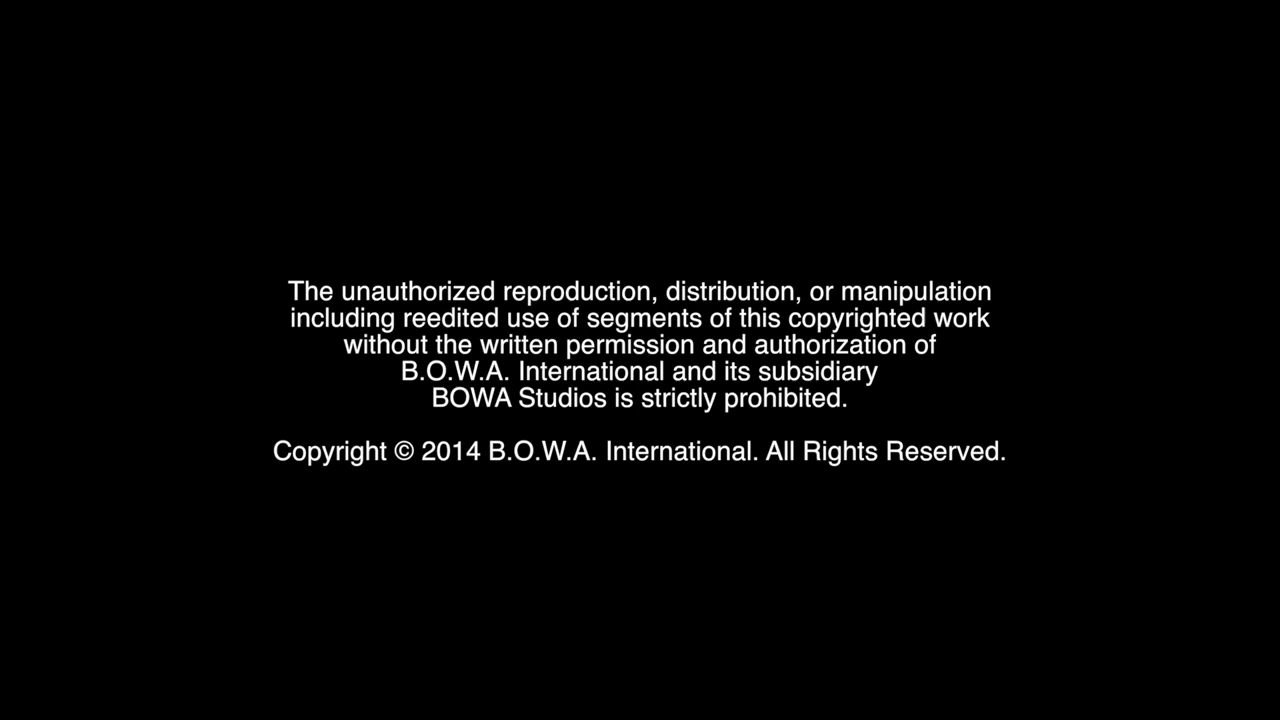 The unauthorized reproduction, distribution, or manipulation
including reedited use of segments of this copyrighted work
without the written permission and authorization of
B.O.W.A. International and its subsidiary
BOWA Studios is strictly prohibited.
Copyright © 2014 B.O.W.A. International. All Rights Reserved.